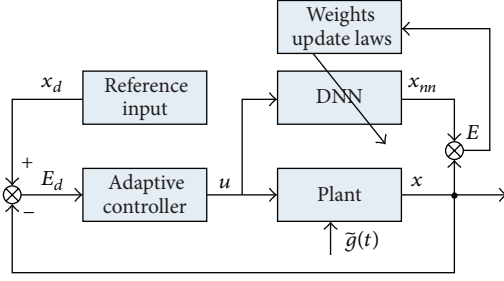 Weights
update laws
x_d
Reference
input
DNN
x_nn
E
+
E_d
Adaptive
controller
u
Plant
x
−
g̃(t)